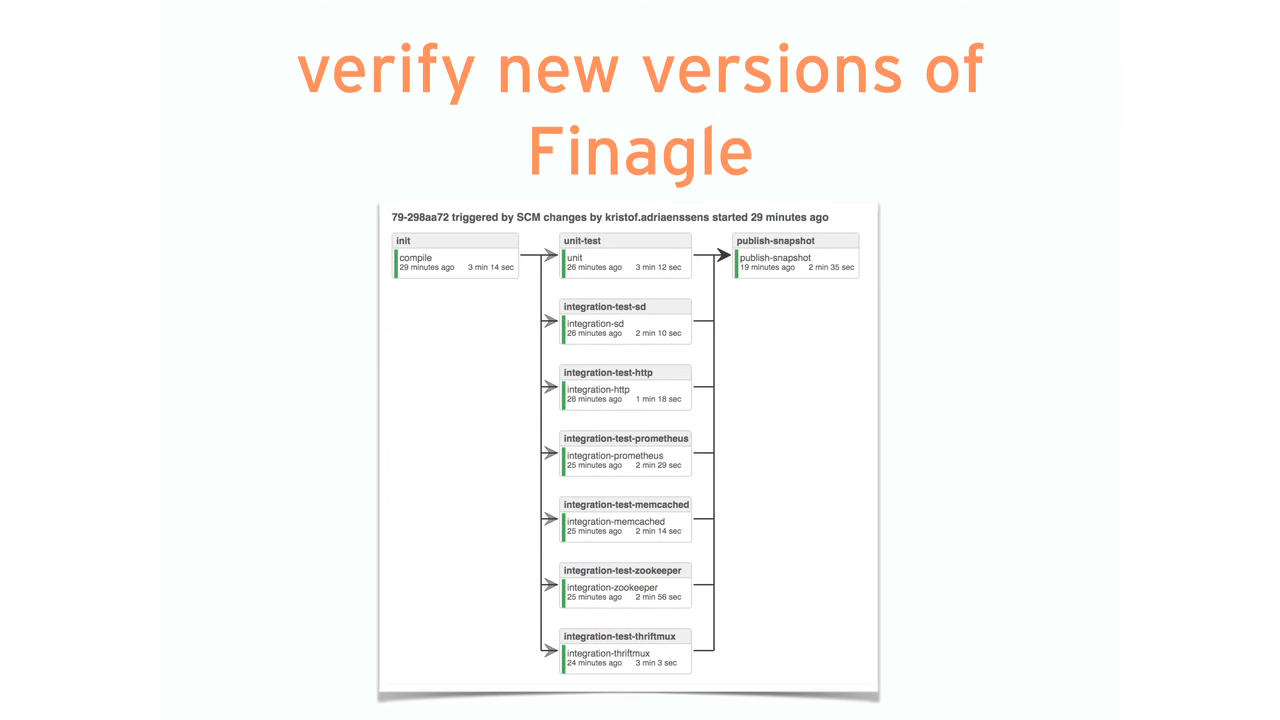 verify new versions of
Finagle
79-298aa72 triggered by SCM changes by kristof.adriaenssens started 29 minutes ago
init
compile
29 minutes ago 3 min 14 sec
unit-test
unit
26 minutes ago 3 min 12 sec
publish-snapshot
publish-snapshot
19 minutes ago 2 min 35 sec
integration-test-sd
integration-sd
26 minutes ago 2 min 10 sec
integration-test-http
integration-http
26 minutes ago 1 min 18 sec
integration-test-prometheus
integration-prometheus
25 minutes ago 2 min 29 sec
integration-test-memcached
integration-memcached
25 minutes ago 2 min 14 sec
integration-test-zookeeper
integration-zookeeper
25 minutes ago 2 min 56 sec
integration-test-thriftmux
integration-thriftmux
24 minutes ago 3 min 3 sec